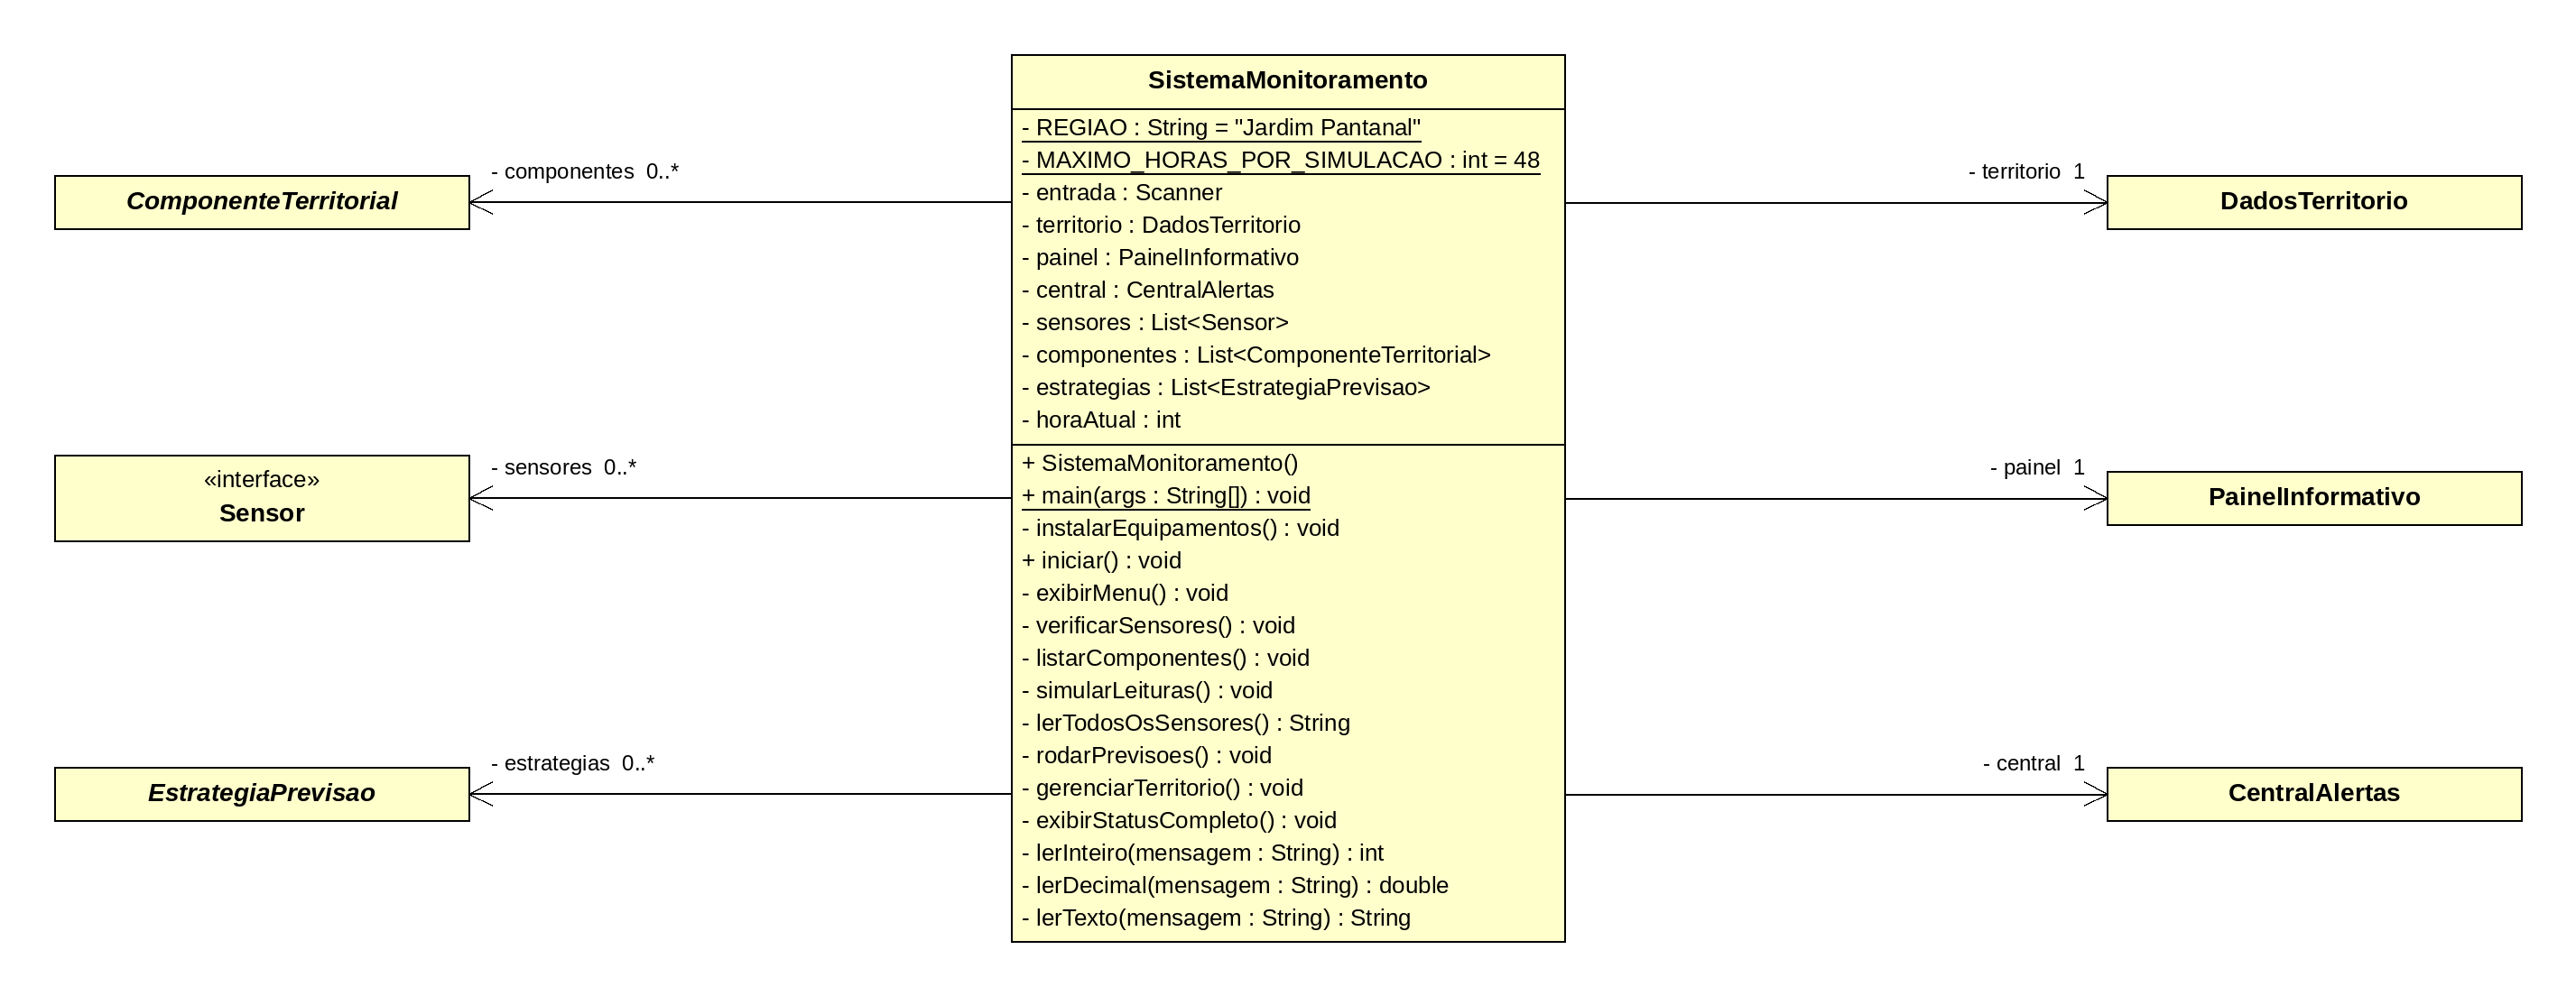 SistemaMonitoramento
- REGIAO : String = "Jardim Pantanal"
- MAXIMO_HORAS_POR_SIMULACAO : int = 48
- entrada : Scanner
- territorio : DadosTerritorio
- painel : PainelInformativo
- central : CentralAlertas
- sensores : List<Sensor>
- componentes : List<ComponenteTerritorial>
- estrategias : List<EstrategiaPrevisao>
- horaAtual : int
+ SistemaMonitoramento()
+ main(args : String[]) : void
- instalarEquipamentos() : void
+ iniciar() : void
- exibirMenu() : void
- verificarSensores() : void
- listarComponentes() : void
- simularLeituras() : void
- lerTodosOsSensores() : String
- rodarPrevisoes() : void
- gerenciarTerritorio() : void
- exibirStatusCompleto() : void
- lerInteiro(mensagem : String) : int
- lerDecimal(mensagem : String) : double
- lerTexto(mensagem : String) : String
- componentes 0..*
ComponenteTerritorial
- sensores 0..*
«interface»
Sensor
- estrategias 0..*
EstrategiaPrevisao
- territorio 1
DadosTerritorio
- painel 1
PainelInformativo
- central 1
CentralAlertas